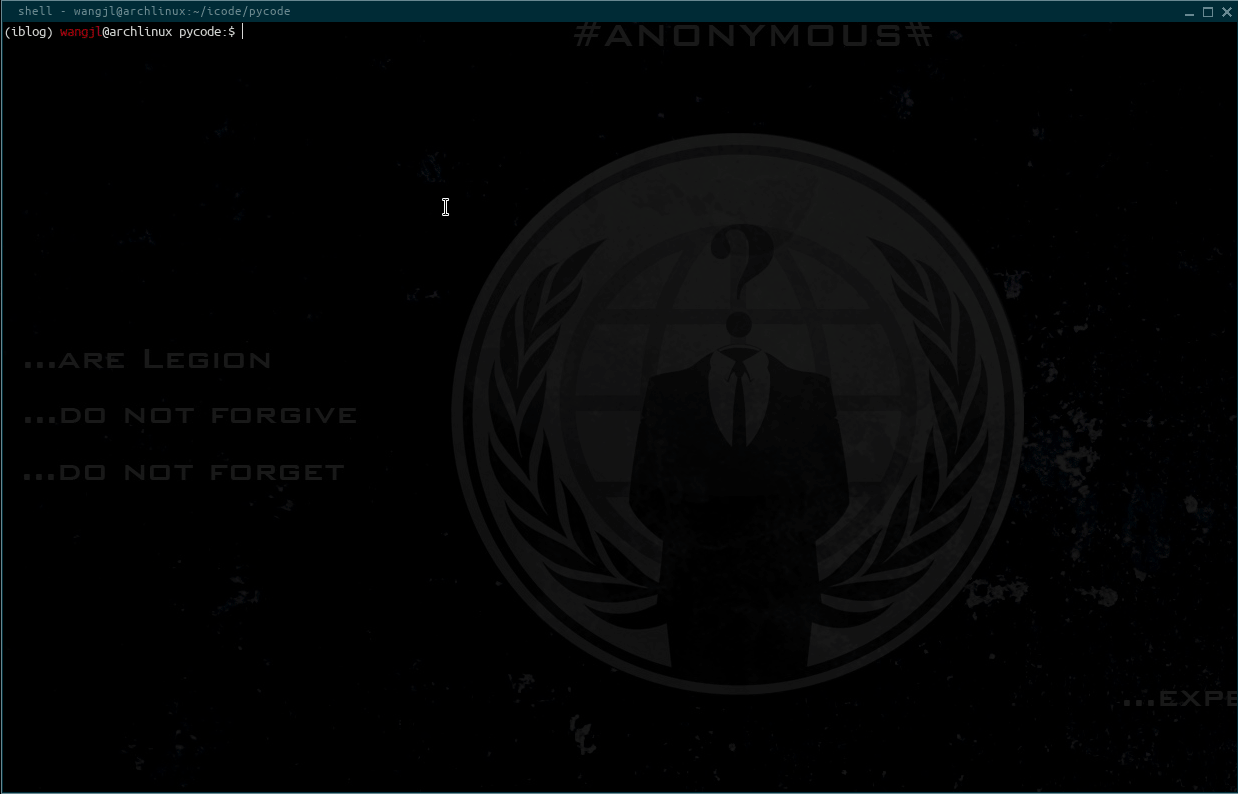 shell - wangjl@archlinux:~/icode/pycode
(iblog) wangjl@archlinux pycode:$
#ANONYMOUS#
...ARE LEGION
...DO NOT FORGIVE
...DO NOT FORGET
...EXPE